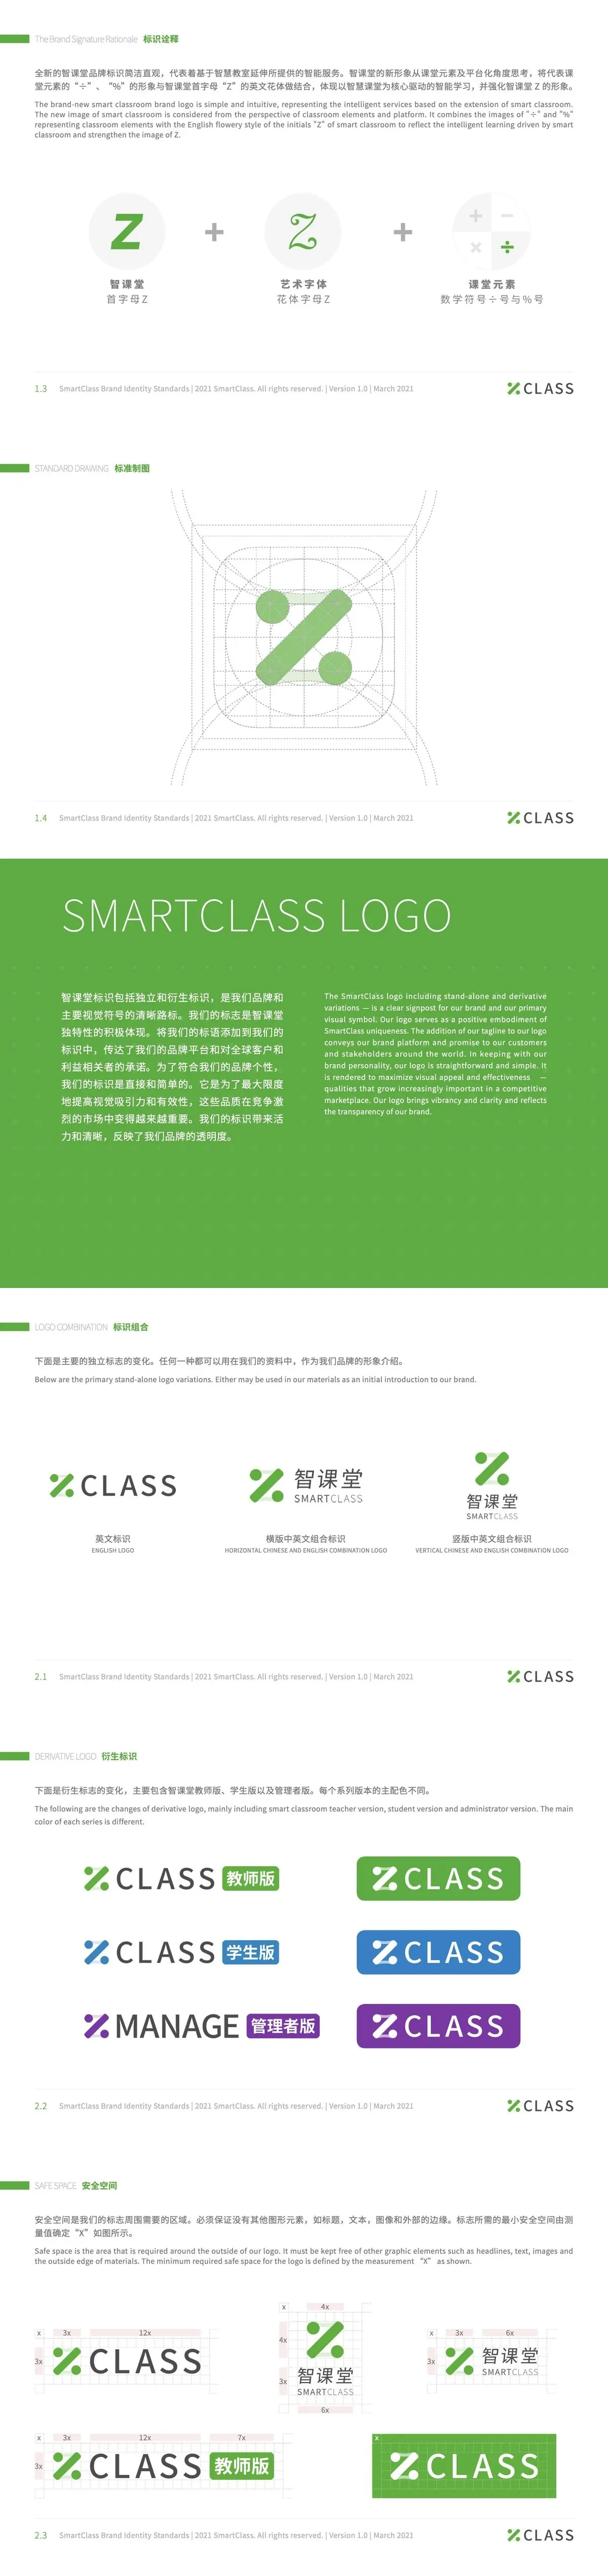 The Brand Signature Rationale 标识诠释
全新的智课堂品牌标识简洁直观，代表着基于智慧教室延伸所提供的智能服务。智课堂的新形象从课堂元素及平台化角度思考，将代表课
堂元素的“÷”、“%”的形象与智课堂首字母“Z”的英文花体做结合，体现以智慧课堂为核心驱动的智能学习，并强化智课堂 Z 的形象。
The brand-new smart classroom brand logo is simple and intuitive, representing the intelligent services based on the extension of smart classroom.
The new image of smart classroom is considered from the perspective of classroom elements and platform. It combines the images of "÷" and "%"
representing classroom elements with the English flowery style of the initials "Z" of smart classroom to reflect the intelligent learning driven by smart
classroom and strengthen the image of Z.
Z + Z + + − × ÷
智课堂 艺术字体 课堂元素
首字母Z 花体字母Z 数学符号÷号与%号
1.3 SmartClass Brand Identity Standards | 2021 SmartClass. All rights reserved. | Version 1.0 | March 2021 CLASS
STANDARD DRAWING 标准制图
1.4 SmartClass Brand Identity Standards | 2021 SmartClass. All rights reserved. | Version 1.0 | March 2021 CLASS
SMARTCLASS LOGO
智课堂标识包括独立和衍生标识，是我们品牌和
主要视觉符号的清晰路标。我们的标志是智课堂
独特性的积极体现。将我们的标语添加到我们的
标识中，传达了我们的品牌平台和对全球客户和
利益相关者的承诺。为了符合我们的品牌个性，
我们的标识是直接和简单的。它是为了最大限度
地提高视觉吸引力和有效性，这些品质在竞争激
烈的市场中变得越来越重要。我们的标识带来活
力和清晰，反映了我们品牌的透明度。
The SmartClass logo including stand-alone and derivative
variations — is a clear signpost for our brand and our primary
visual symbol. Our logo serves as a positive embodiment of
SmartClass uniqueness. The addition of our tagline to our logo
conveys our brand platform and promise to our customers
and stakeholders around the world. In keeping with our
brand personality, our logo is straightforward and simple. It
is rendered to maximize visual appeal and effectiveness —
qualities that grow increasingly important in a competitive
marketplace. Our logo brings vibrancy and clarity and reflects
the transparency of our brand.
LOGO COMBINATION 标识组合
下面是主要的独立标志的变化。任何一种都可以用在我们的资料中，作为我们品牌的形象介绍。
Below are the primary stand-alone logo variations. Either may be used in our materials as an initial introduction to our brand.
CLASS
智课堂
SMARTCLASS
智课堂
SMARTCLASS
英文标识 横版中英文组合标识 竖版中英文组合标识
ENGLISH LOGO HORIZONTAL CHINESE AND ENGLISH COMBINATION LOGO VERTICAL CHINESE AND ENGLISH COMBINATION LOGO
2.1 SmartClass Brand Identity Standards | 2021 SmartClass. All rights reserved. | Version 1.0 | March 2021 CLASS
DERIVATIVE LOGO 衍生标识
下面是衍生标志的变化，主要包含智课堂教师版、学生版以及管理者版。每个系列版本的主配色不同。
The following are the changes of derivative logo, mainly including smart classroom teacher version, student version and administrator version. The main
color of each series is different.
CLASS 教师版 CLASS
CLASS 学生版 CLASS
MANAGE 管理者版 CLASS
2.2 SmartClass Brand Identity Standards | 2021 SmartClass. All rights reserved. | Version 1.0 | March 2021 CLASS
SAFE SPACE 安全空间
安全空间是我们的标志周围需要的区域。必须保证没有其他图形元素，如标题，文本，图像和外部的边缘。标志所需的最小安全空间由测
量值确定 “X” 如图所示。
Safe space is the area that is required around the outside of our logo. It must be kept free of other graphic elements such as headlines, text, images and
the outside edge of materials. The minimum required safe space for the logo is defined by the measurement “X” as shown.
x 3x 12x
3x CLASS
x 4x
4x
3x 智课堂
SMARTCLASS
6x
x 3x 6x
3x 智课堂
SMARTCLASS
x 3x 12x 7x
3x CLASS 教师版
x
CLASS
2.3 SmartClass Brand Identity Standards | 2021 SmartClass. All rights reserved. | Version 1.0 | March 2021 CLASS